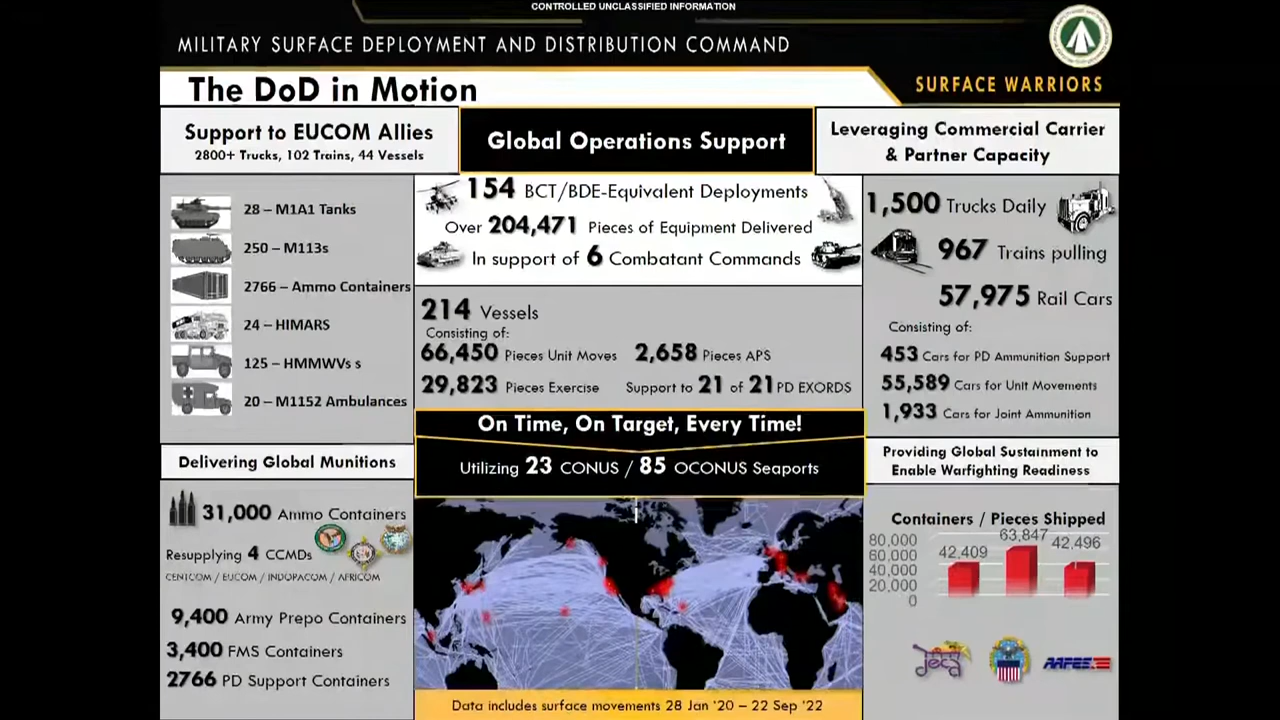 CONTROLLED UNCLASSIFIED INFORMATION
MILITARY SURFACE DEPLOYMENT AND DISTRIBUTION COMMAND
The DoD in Motion
SURFACE WARRIORS
Support to EUCOM Allies
2800+ Trucks, 102 Trains, 44 Vessels
28 – M1A1 Tanks
250 – M113s
2766 – Ammo Containers
24 – HIMARS
125 – HMMWVs s
20 – M1152 Ambulances
Delivering Global Munitions
31,000 Ammo Containers
Resupplying 4 CCMDs
CENTCOM / EUCOM / INDOPACOM / AFRICOM
9,400 Army Prepo Containers
3,400 FMS Containers
2766 PD Support Containers
Global Operations Support
154 BCT/BDE-Equivalent Deployments
Over 204,471 Pieces of Equipment Delivered
In support of 6 Combatant Commands
214 Vessels
Consisting of:
66,450 Pieces Unit Moves 2,658 Pieces APS
29,823 Pieces Exercise Support to 21 of 21 PD EXORDS
On Time, On Target, Every Time!
Utilizing 23 CONUS / 85 OCONUS Seaports
Data includes surface movements 28 Jan '20 – 22 Sep '22
Leveraging Commercial Carrier
& Partner Capacity
1,500 Trucks Daily
967 Trains pulling
57,975 Rail Cars
Consisting of:
453 Cars for PD Ammunition Support
55,589 Cars for Unit Movements
1,933 Cars for Joint Ammunition
Providing Global Sustainment to
Enable Warfighting Readiness
Containers / Pieces Shipped
80,000
60,000
40,000
20,000
0
42,409
63,847
42,496
jeca
AAFES